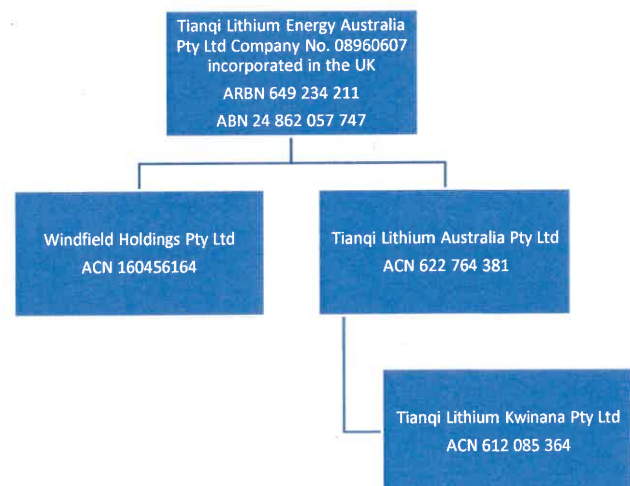 Tianqi Lithium Energy Australia
Pty Ltd Company No. 08960607
incorporated in the UK
ARBN 649 234 211
ABN 24 862 057 747
Windfield Holdings Pty Ltd
ACN 160456164
Tianqi Lithium Australia Pty Ltd
ACN 622 764 381
Tianqi Lithium Kwinana Pty Ltd
ACN 612 085 364